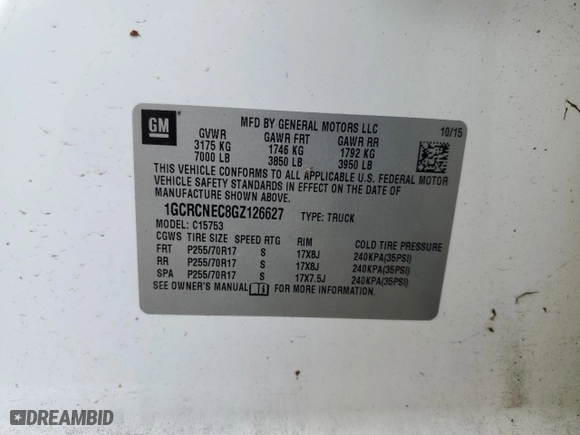 GM
MFD BY GENERAL MOTORS LLC
10/15
GVWR GAWR FRT GAWR RR
3175 KG 1746 KG 1792 KG
7000 LB 3850 LB 3950 LB
THIS VEHICLE CONFORMS TO ALL APPLICABLE U.S. FEDERAL MOTOR
VEHICLE SAFETY STANDARDS IN EFFECT ON THE DATE OF
MANUFACTURE SHOWN ABOVE.
1GCRCNEC8GZ126627 TYPE: TRUCK
MODEL: C15753
CGWS TIRE SIZE SPEED RTG RIM COLD TIRE PRESSURE
FRT P255/70R17 S 17X8J 240KPA(35PSI)
RR P255/70R17 S 17X8J 240KPA(35PSI)
SPA P255/70R17 S 17X7.5J 240KPA(35PSI)
SEE OWNER'S MANUAL FOR MORE INFORMATION.
DREAMBID